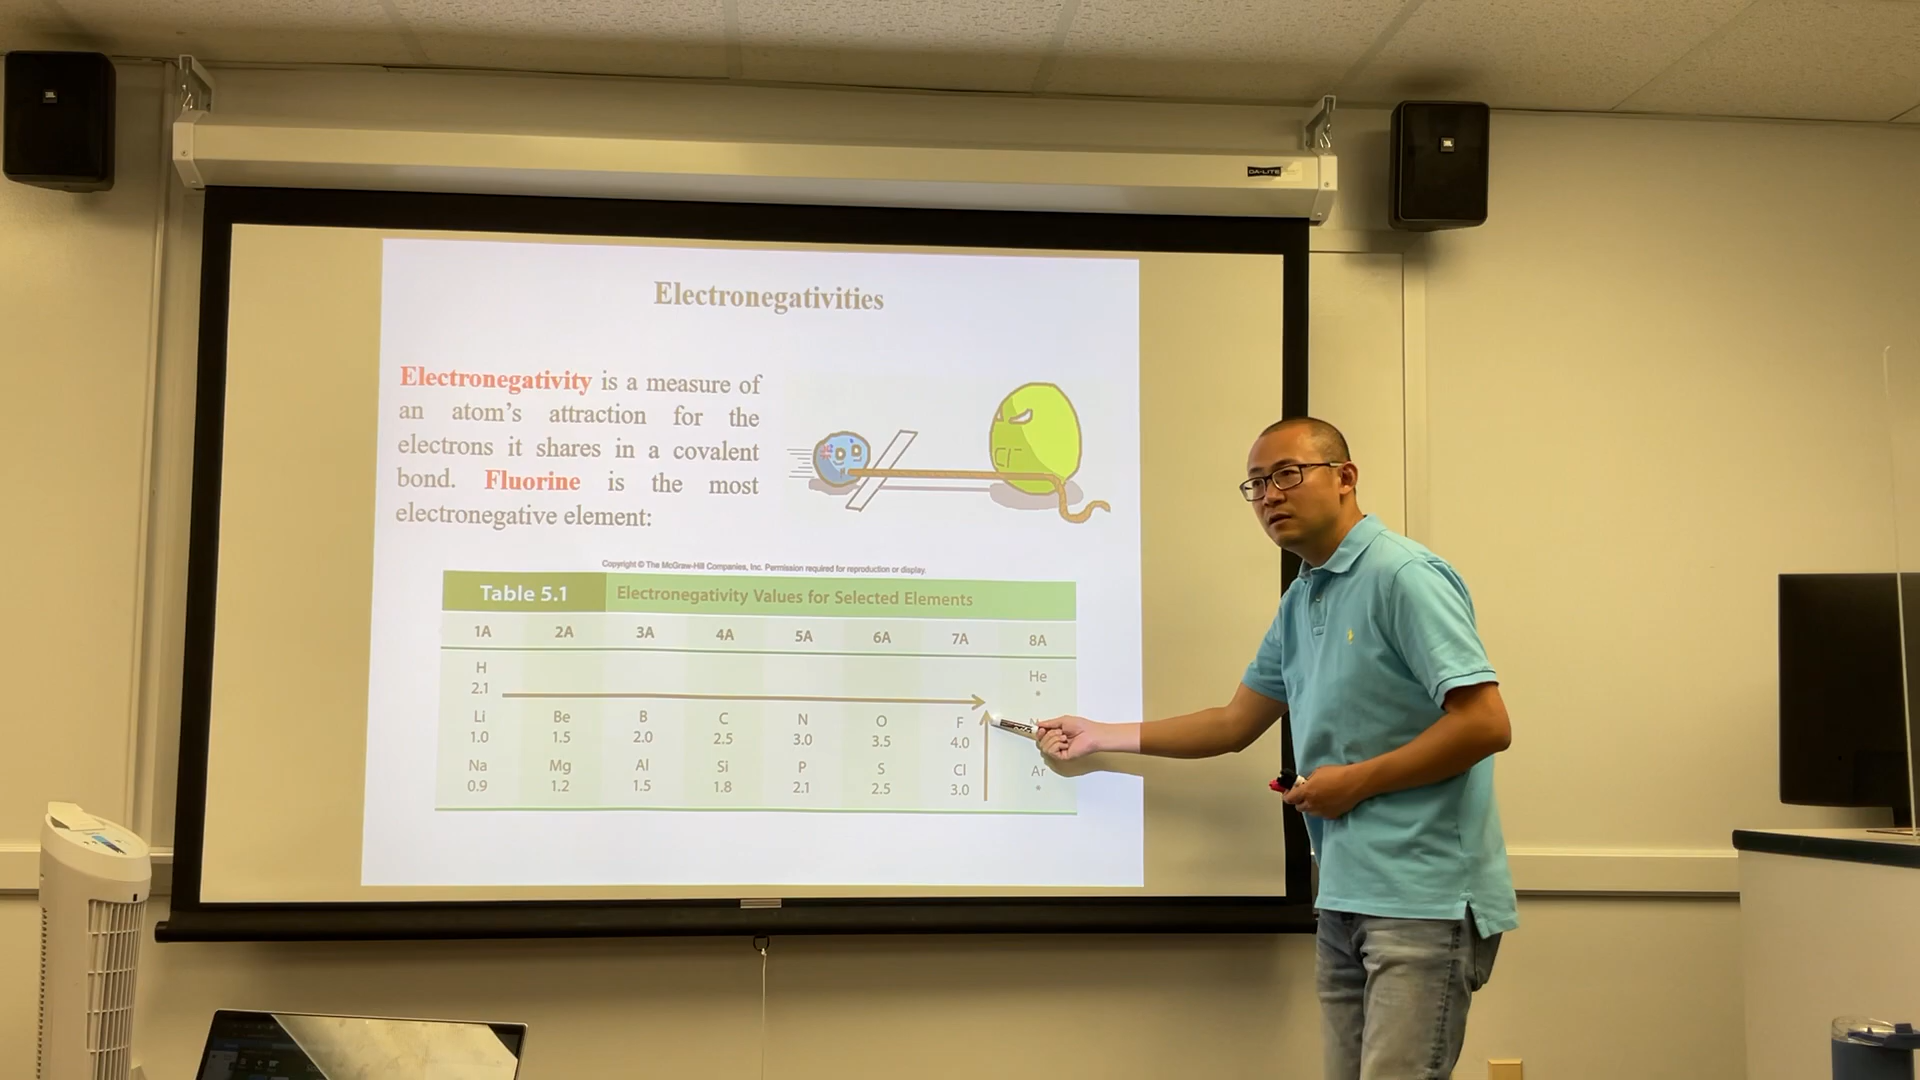 JBL
JBL
DA-LITE
Electronegativities
Electronegativity is a measure of
an atom's attraction for the
electrons it shares in a covalent
bond. Fluorine is the most
electronegative element:
Cl-
Copyright © The McGraw-Hill Companies, Inc. Permission required for reproduction or display.
Table 5.1 Electronegativity Values for Selected Elements
1A 2A 3A 4A 5A 6A 7A 8A
H He
2.1 *
Li Be B C N O F
1.0 1.5 2.0 2.5 3.0 3.5 4.0
Na Mg Al Si P S Cl Ar
0.9 1.2 1.5 1.8 2.1 2.5 3.0 *